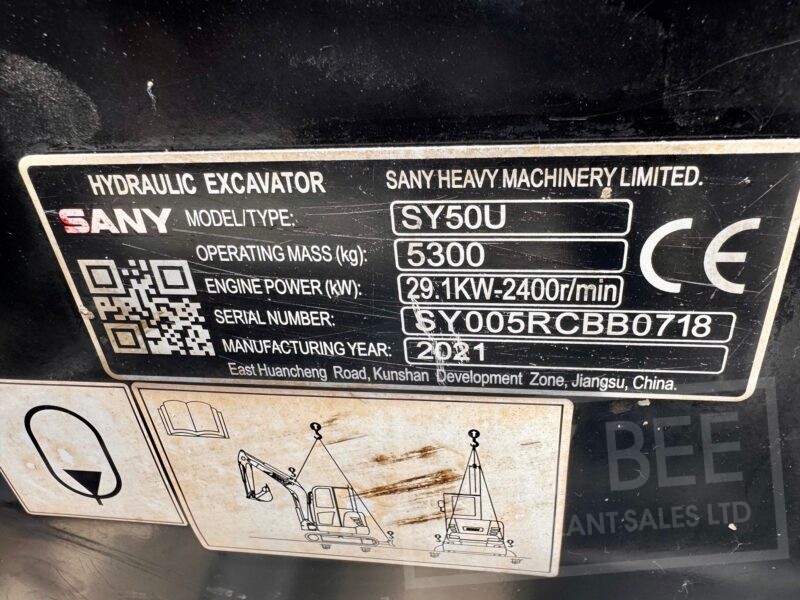 HYDRAULIC EXCAVATOR SANY HEAVY MACHINERY LIMITED.
SANY MODEL/TYPE: SY50U
OPERATING MASS (kg): 5300
ENGINE POWER (kW): 29.1KW-2400r/min
SERIAL NUMBER: SY005RCBB0718
MANUFACTURING YEAR: 2021
CE
East Huancheng Road, Kunshan Development Zone, Jiangsu, China.
BEE
ANT SALES LTD